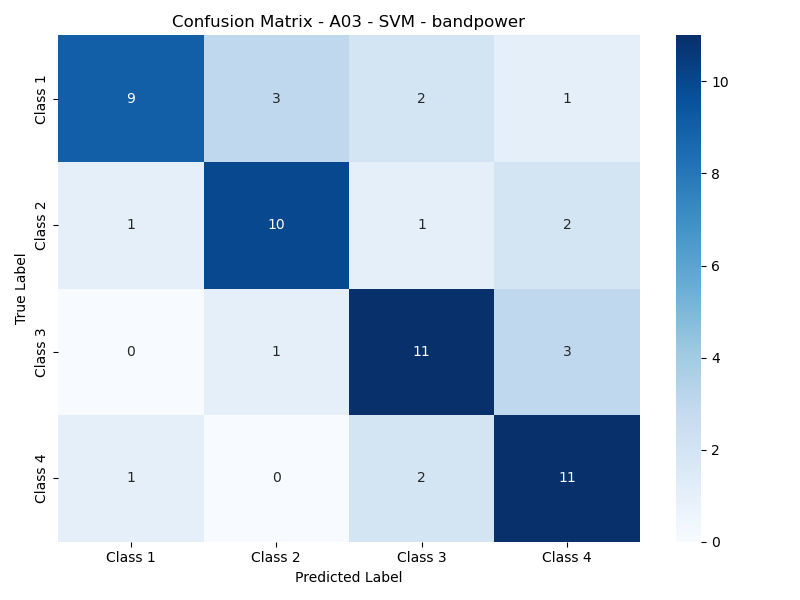 Confusion Matrix - A03 - SVM - bandpower
True Label
Class 1
9 3 2 1
Class 2
1 10 1 2
Class 3
0 1 11 3
Class 4
1 0 2 11
Class 1 Class 2 Class 3 Class 4
Predicted Label
10
8
6
4
2
0